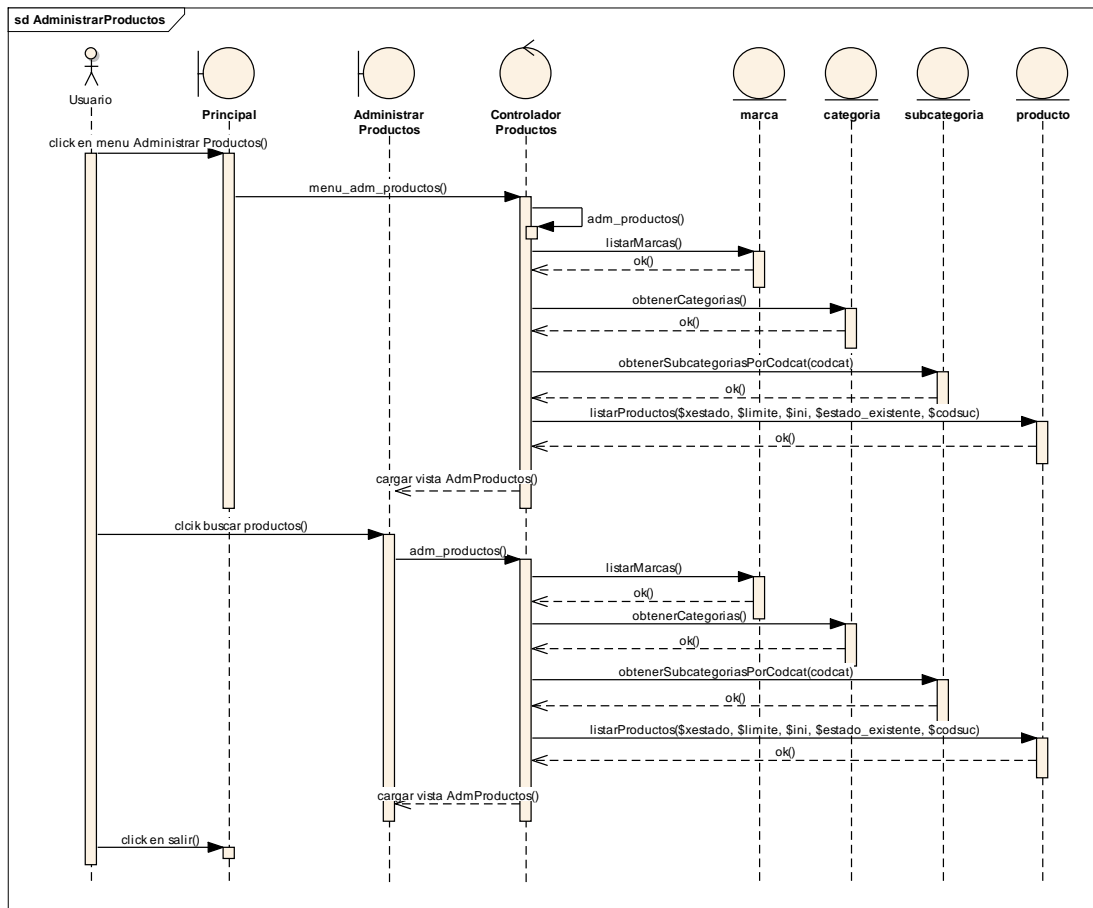 sd AdministrarProductos
Usuario
Principal
Administrar
Productos
Controlador
Productos
marca
categoria
subcategoria
producto
click en menu Administrar Productos()
menu_adm_productos()
adm_productos()
listarMarcas()
ok()
obtenerCategorias()
ok()
obtenerSubcategoriasPorCodcat(codcat)
ok()
listarProductos($xestado, $limite, $ini, $estado_existente, $codsuc)
ok()
cargar vista AdmProductos()
clcik buscar productos()
adm_productos()
listarMarcas()
ok()
obtenerCategorias()
ok()
obtenerSubcategoriasPorCodcat(codcat)
ok()
listarProductos($xestado, $limite, $ini, $estado_existente, $codsuc)
ok()
cargar vista AdmProductos()
click en salir()